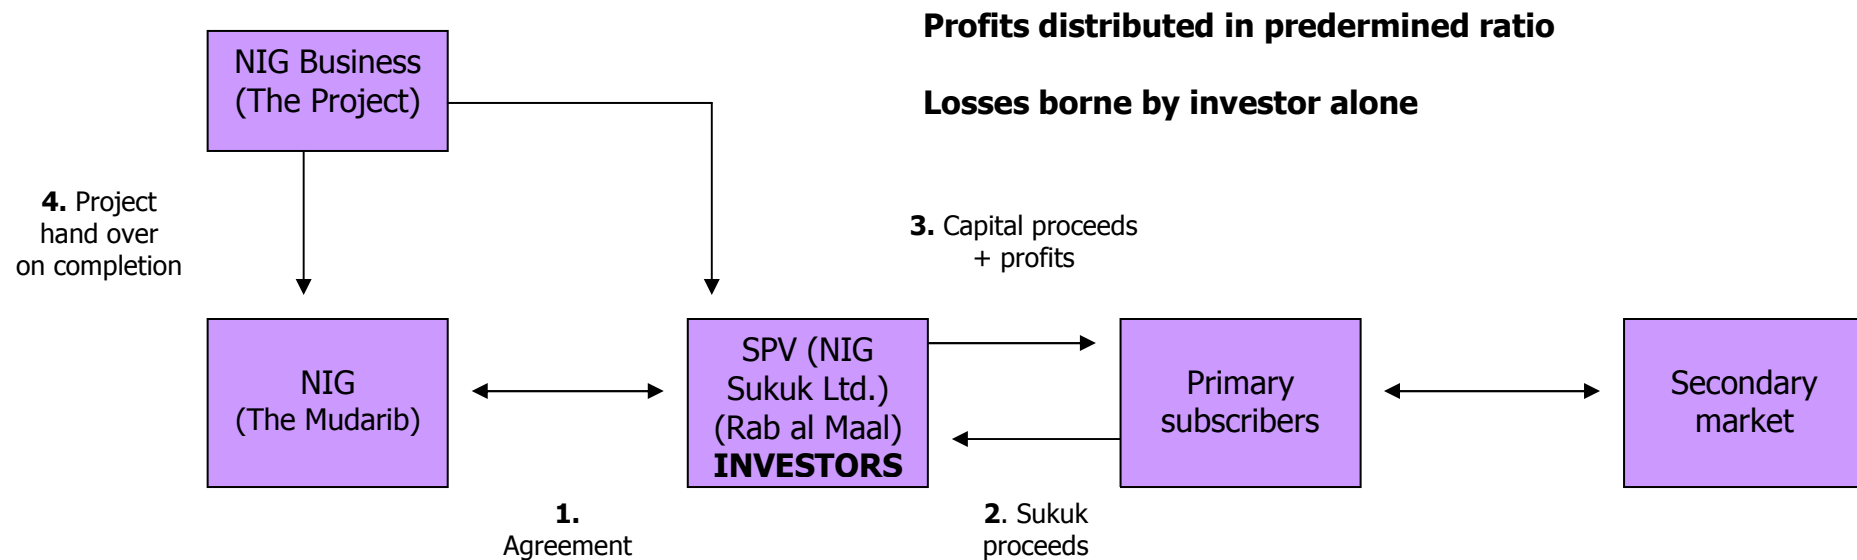 Profits distributed in predermined ratio
Losses borne by investor alone
NIG Business
(The Project)
4. Project
hand over
on completion
3. Capital proceeds
+ profits
NIG
(The Mudarib)
SPV (NIG
Sukuk Ltd.)
(Rab al Maal)
INVESTORS
Primary
subscribers
Secondary
market
1.
Agreement
2. Sukuk
proceeds